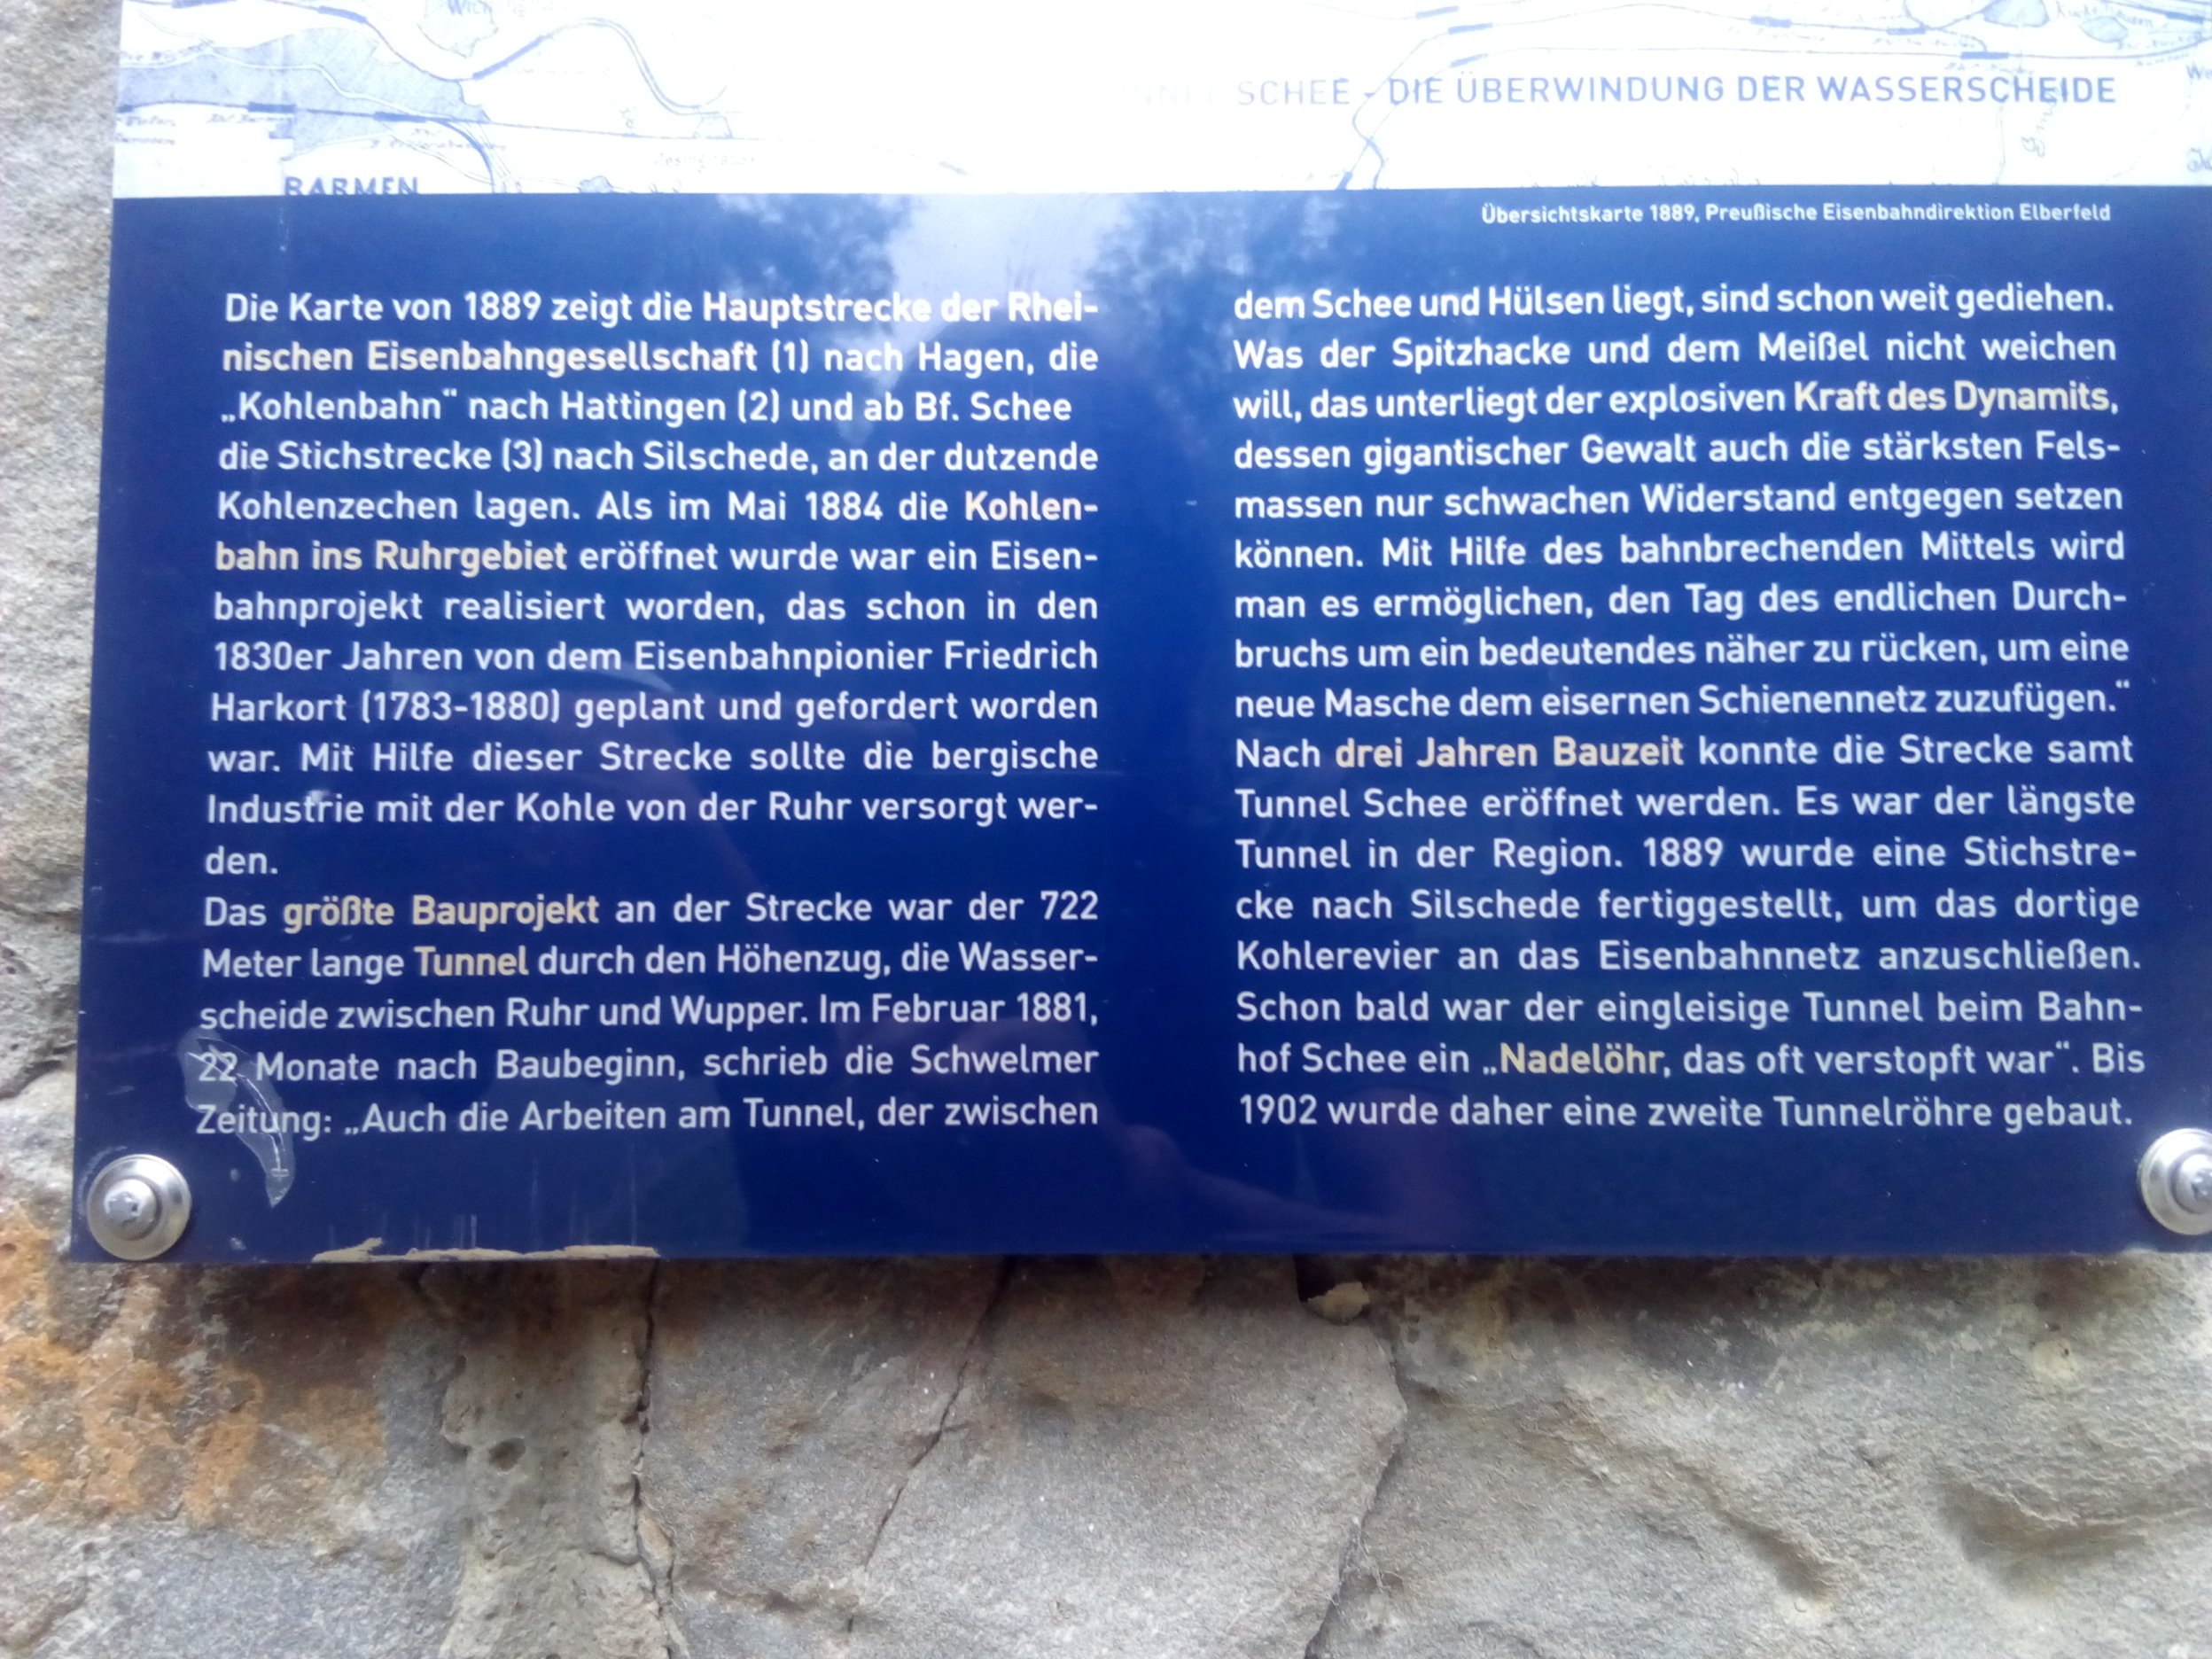 SCHEE - DIE ÜBERWINDUNG DER WASSERSCHEIDE
BARMEN
Übersichtskarte 1889, Preußische Eisenbahndirektion Elberfeld
Die Karte von 1889 zeigt die Hauptstrecke der Rhei-
nischen Eisenbahngesellschaft (1) nach Hagen, die
„Kohlenbahn“ nach Hattingen (2) und ab Bf. Schee
die Stichstrecke (3) nach Silschede, an der dutzende
Kohlenzechen lagen. Als im Mai 1884 die Kohlen-
bahn ins Ruhrgebiet eröffnet wurde war ein Eisen-
bahnprojekt realisiert worden, das schon in den
1830er Jahren von dem Eisenbahnpionier Friedrich
Harkort (1783-1880) geplant und gefordert worden
war. Mit Hilfe dieser Strecke sollte die bergische
Industrie mit der Kohle von der Ruhr versorgt wer-
den.
Das größte Bauprojekt an der Strecke war der 722
Meter lange Tunnel durch den Höhenzug, die Wasser-
scheide zwischen Ruhr und Wupper. Im Februar 1881,
22 Monate nach Baubeginn, schrieb die Schwelmer
Zeitung: „Auch die Arbeiten am Tunnel, der zwischen
dem Schee und Hülsen liegt, sind schon weit gediehen.
Was der Spitzhacke und dem Meißel nicht weichen
will, das unterliegt der explosiven Kraft des Dynamits,
dessen gigantischer Gewalt auch die stärksten Fels-
massen nur schwachen Widerstand entgegen setzen
können. Mit Hilfe des bahnbrechenden Mittels wird
man es ermöglichen, den Tag des endlichen Durch-
bruchs um ein bedeutendes näher zu rücken, um eine
neue Masche dem eisernen Schienennetz zuzufügen.“
Nach drei Jahren Bauzeit konnte die Strecke samt
Tunnel Schee eröffnet werden. Es war der längste
Tunnel in der Region. 1889 wurde eine Stichstre-
cke nach Silschede fertiggestellt, um das dortige
Kohlerevier an das Eisenbahnnetz anzuschließen.
Schon bald war der eingleisige Tunnel beim Bahn-
hof Schee ein „Nadelöhr, das oft verstopft war“. Bis
1902 wurde daher eine zweite Tunnelröhre gebaut.